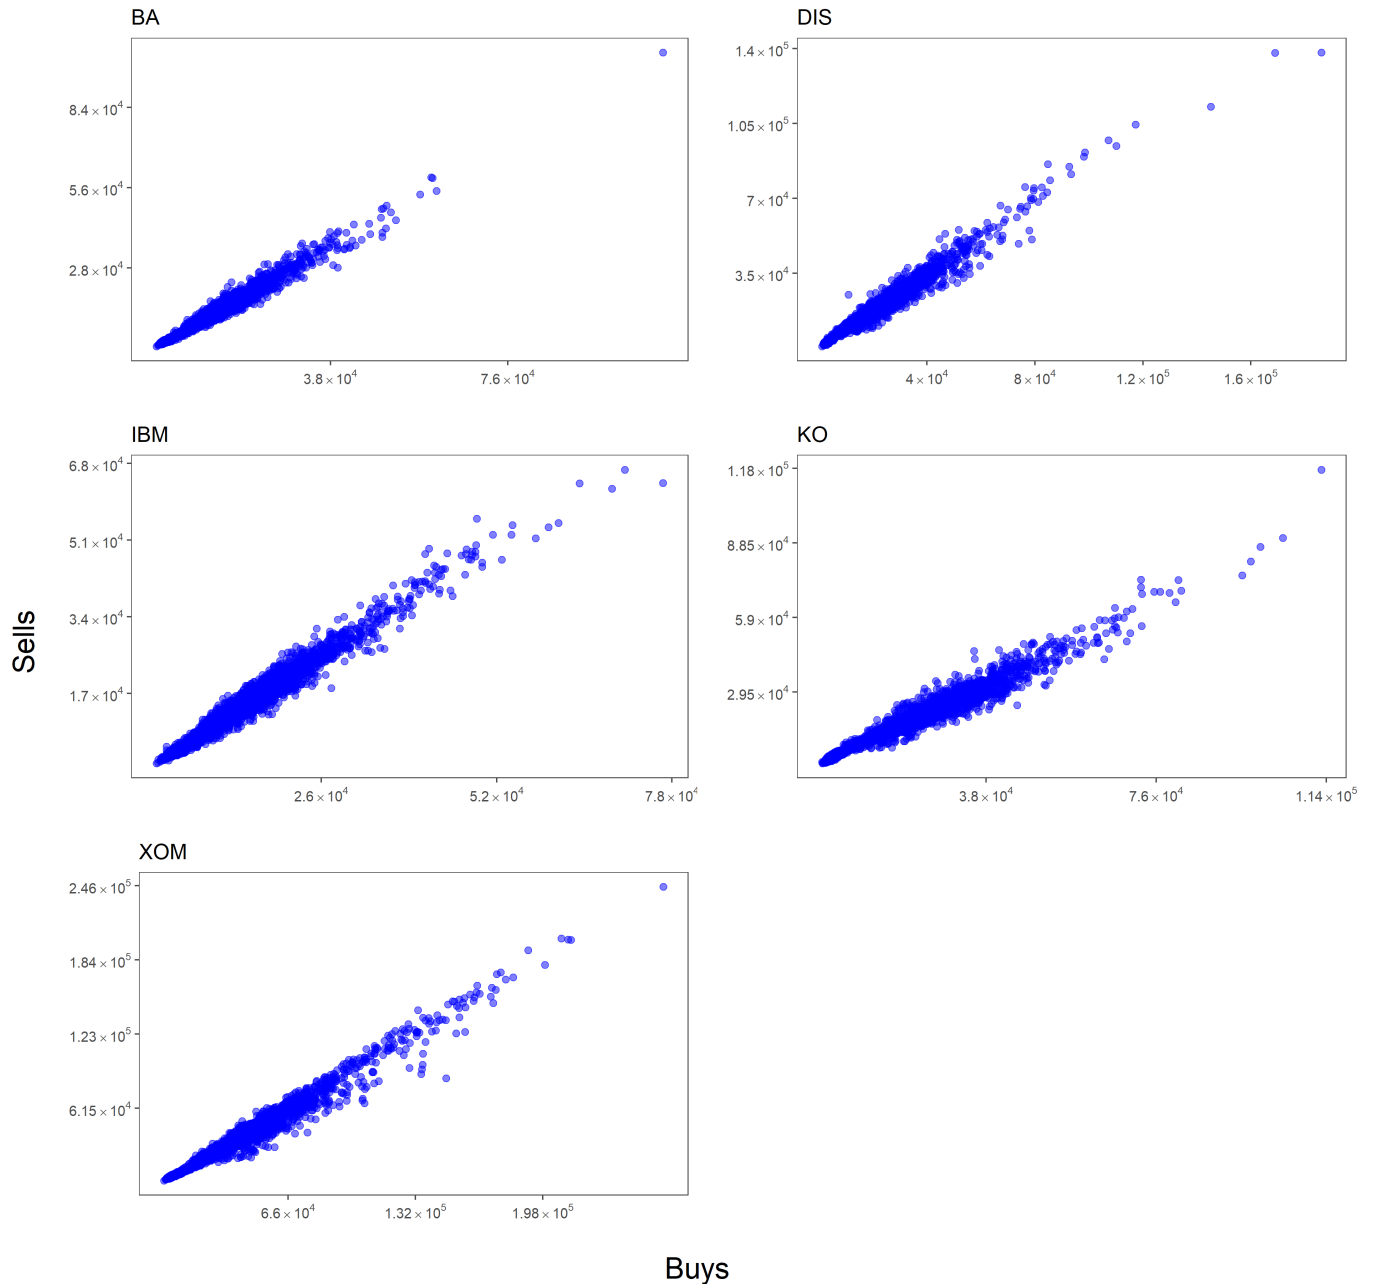 BA
DIS
8.4 × 10⁴
5.6 × 10⁴
2.8 × 10⁴
3.8 × 10⁴
7.6 × 10⁴
1.4 × 10⁵
1.05 × 10⁵
7 × 10⁴
3.5 × 10⁴
4 × 10⁴
8 × 10⁴
1.2 × 10⁵
1.6 × 10⁵
IBM
KO
6.8 × 10⁴
5.1 × 10⁴
3.4 × 10⁴
1.7 × 10⁴
2.6 × 10⁴
5.2 × 10⁴
7.8 × 10⁴
1.18 × 10⁵
8.85 × 10⁴
5.9 × 10⁴
2.95 × 10⁴
3.8 × 10⁴
7.6 × 10⁴
1.14 × 10⁵
XOM
2.46 × 10⁵
1.84 × 10⁵
1.23 × 10⁵
6.15 × 10⁴
6.6 × 10⁴
1.32 × 10⁵
1.98 × 10⁵
Sells
Buys